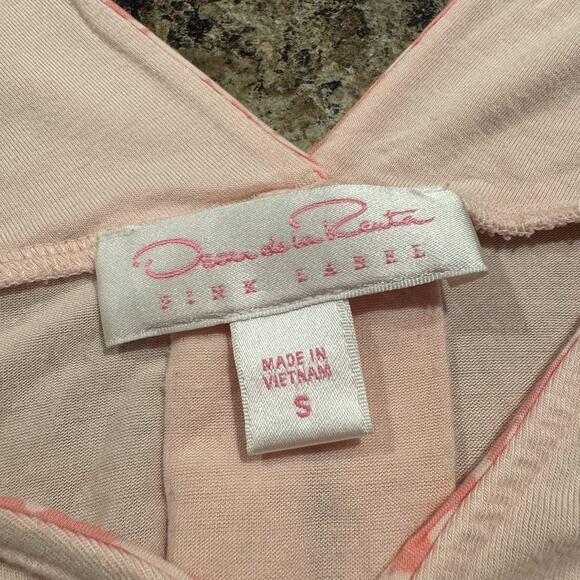 Oscar de la Renta
PINK LABEL
MADE IN
VIETNAM
S